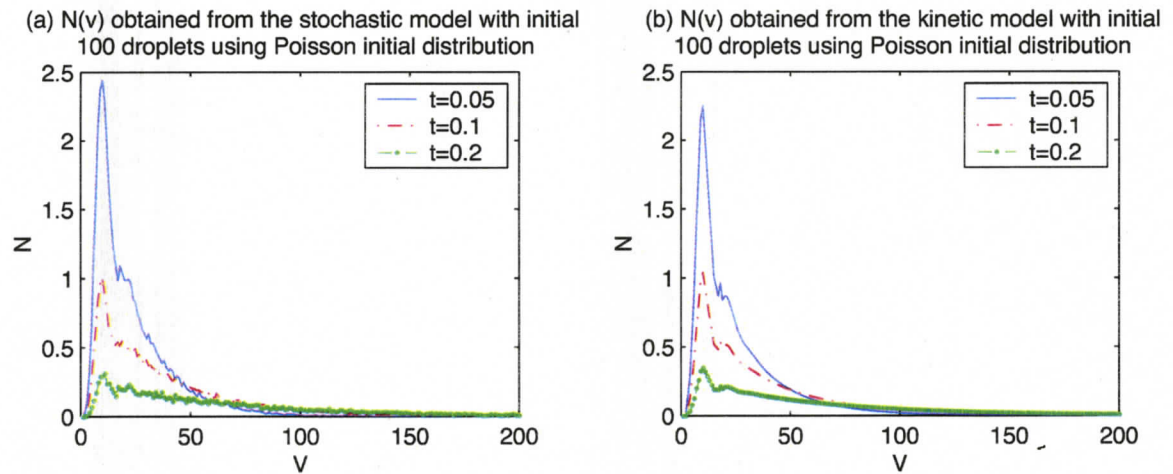 (a) N(v) obtained from the stochastic model with initial
100 droplets using Poisson initial distribution
2.5
2
1.5
1
0.5
0
N
0
50
100
150
200
V
t=0.05
t=0.1
t=0.2
(b) N(v) obtained from the kinetic model with initial
100 droplets using Poisson initial distribution
2.5
2
1.5
1
0.5
0
N
0
50
100
150
200
V
t=0.05
t=0.1
t=0.2